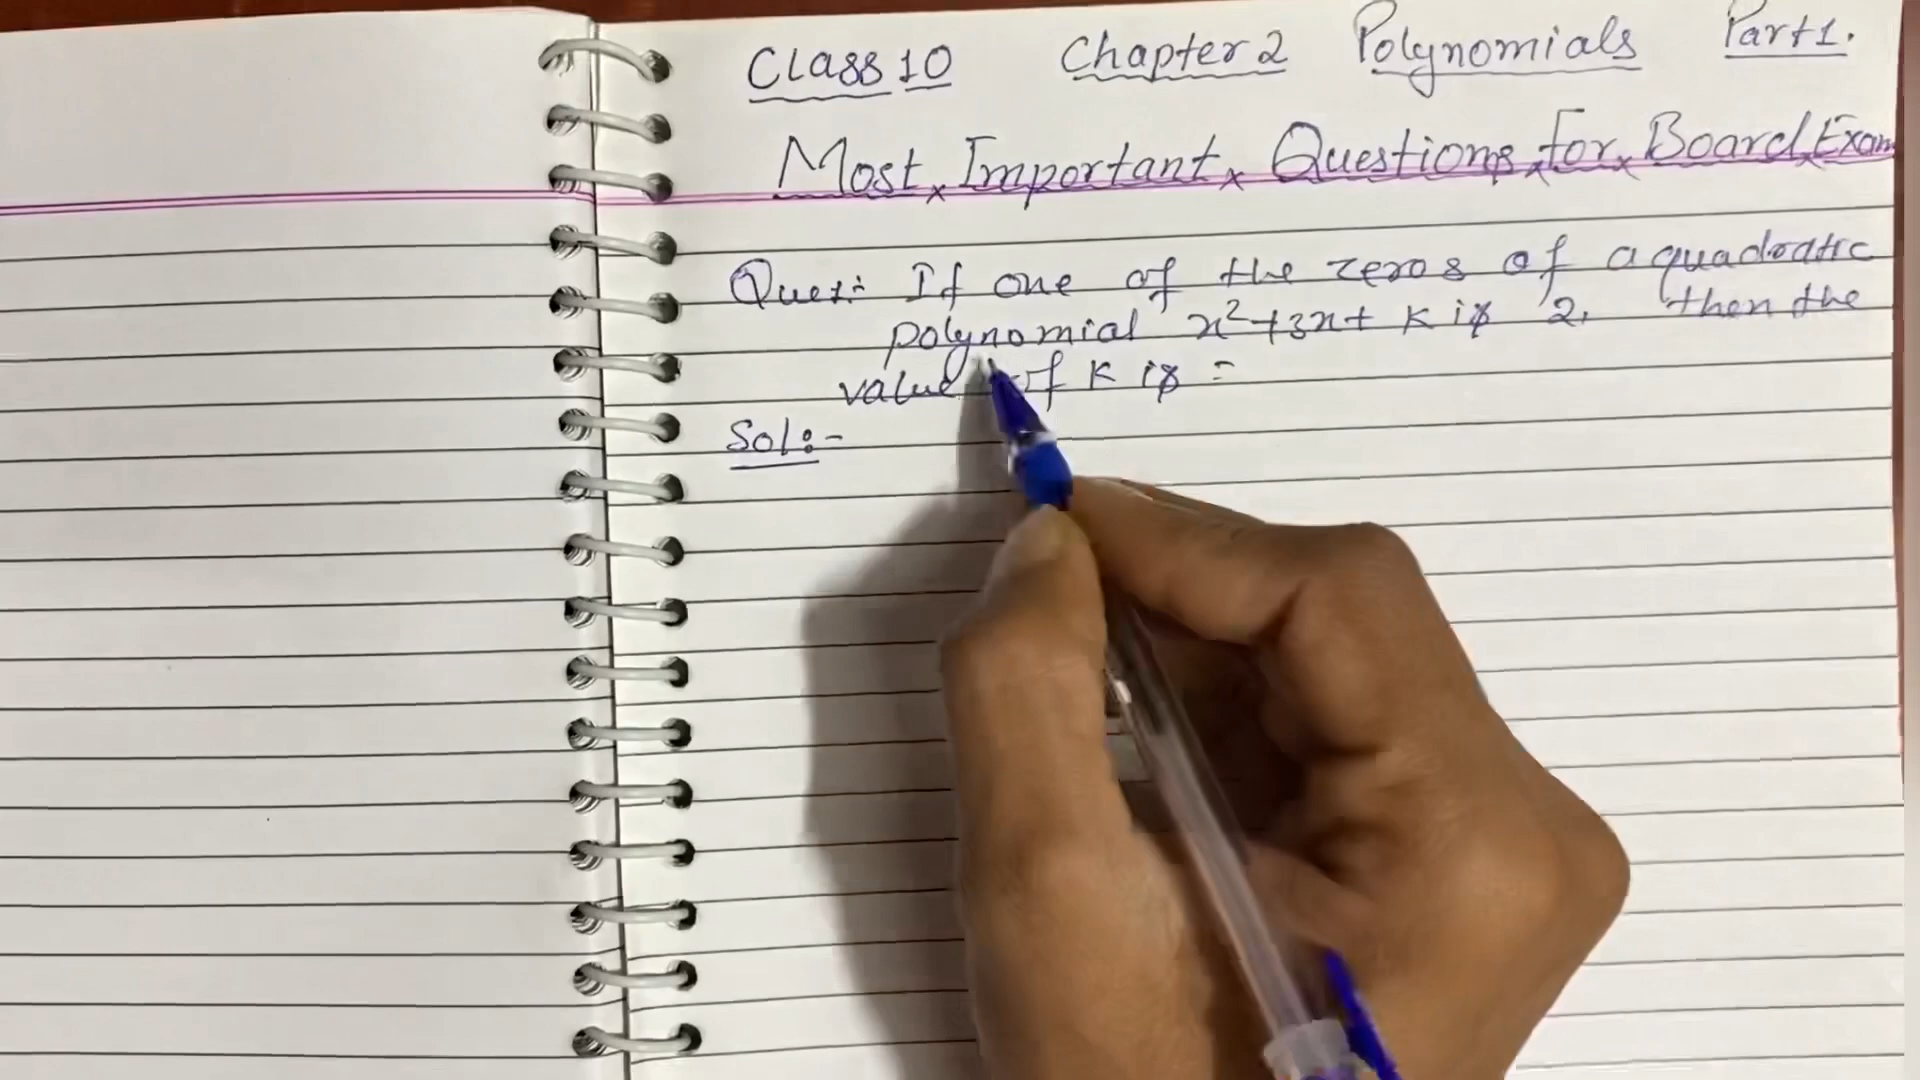 Class 10 Chapter 2 Polynomials Part 1.
Most Important Questions For Board Exam
Ques1:- If one of the zeros of a quadratic
polynomial x²+3x+k is 2, then the
value of k is =
Sol:-